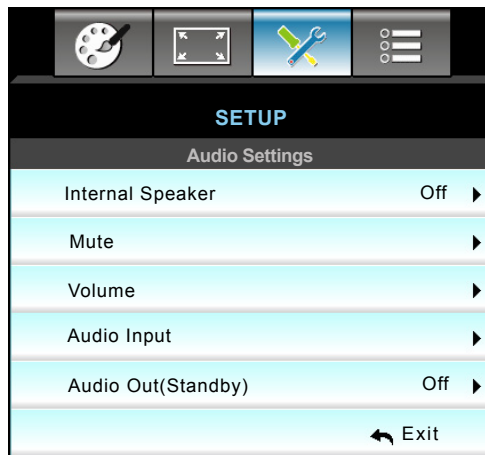 SETUP
Audio Settings
Internal Speaker Off
Mute
Volume
Audio Input
Audio Out(Standby) Off
Exit